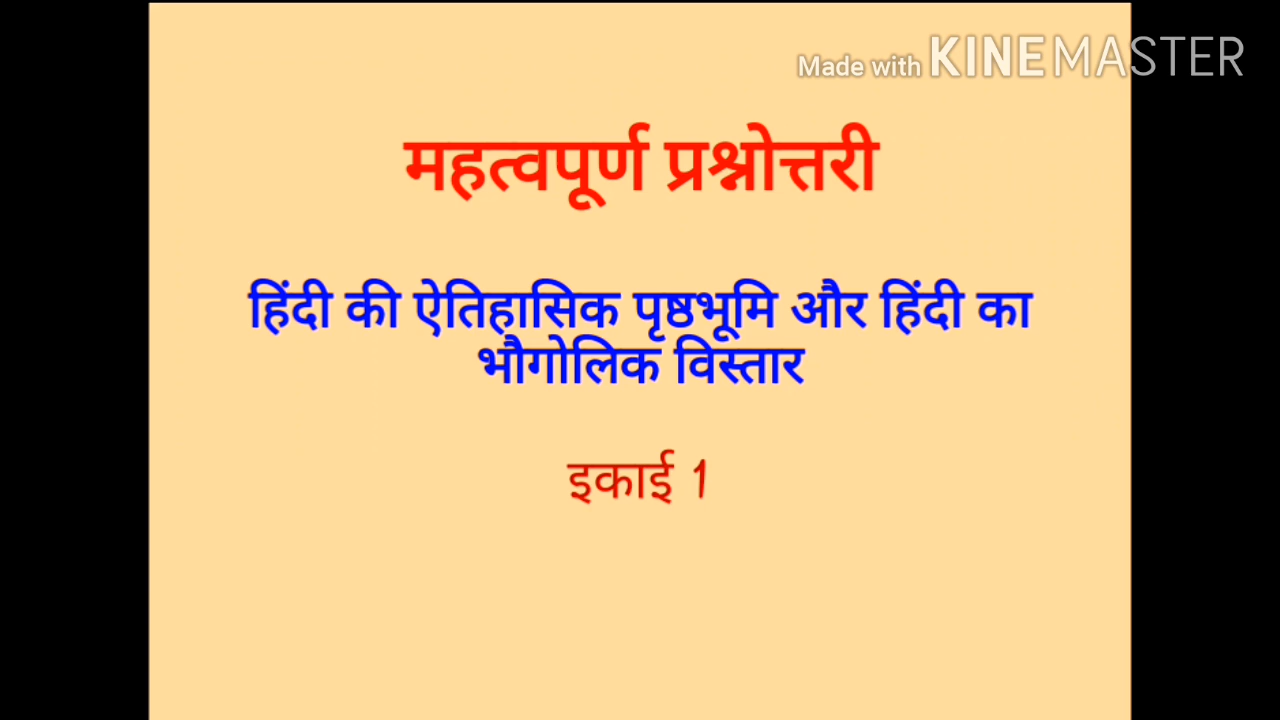 Made with KINEMASTER
महत्वपूर्ण प्रश्नोत्तरी
हिंदी की ऐतिहासिक पृष्ठभूमि और हिंदी का
भौगोलिक विस्तार
इकाई 1